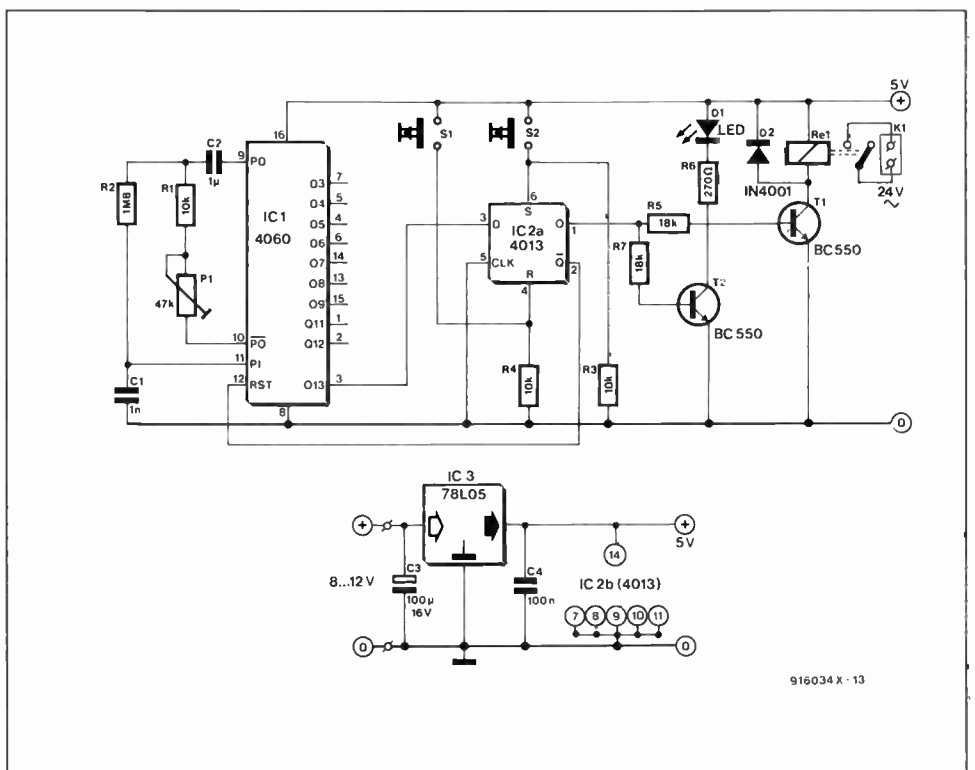 5V
+
D1
LED
D2
IN4001
Re1
K1
24V
~
S1
S2
C2
1µ
R2
1M8
R1
10k
P1
47k
C1
1n
16
9
PO
IC1
4060
O3
7
O4
5
O5
4
O6
6
O7
14
O8
13
O9
15
Q11
1
Q12
2
10
PO
11
PI
12
RST
O13
3
8
6
S
3
D
IC2a
4013
O
1
5
CLK
O
2
R
4
R4
10k
R3
10k
R5
18k
R7
18k
R6
270Ω
T1
BC550
T2
BC550
0
IC 3
78L05
+
8...12V
C3
100µ
16V
C4
100n
+
5V
14
IC 2b (4013)
7 8 9 10 11
0
0
916034X - 13